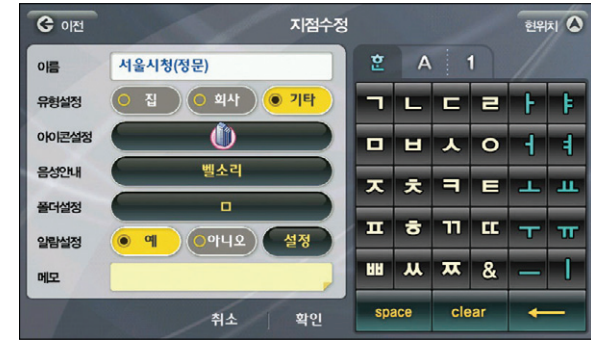 이전 지점수정 현위치
이름 서울시청(정문)
유형설정 집 회사 기타
아이콘설정
음성안내 벨소리
폴더설정 ㅁ
알람설정 예 아니오 설정
메모
취소 확인
ㅎㄴ A 1
ㄱ ㄴ ㄷ ㄹ ㅏ ㅑ
ㅁ ㅂ ㅅ ㅇ ㅓ ㅕ
ㅈ ㅊ ㅋ ㅌ ㅗ ㅛ
ㅍ ㅎ ㄲ ㄸ ㅜ ㅠ
ㅃ ㅆ ㅉ & ㅡ ㅣ
space clear ←